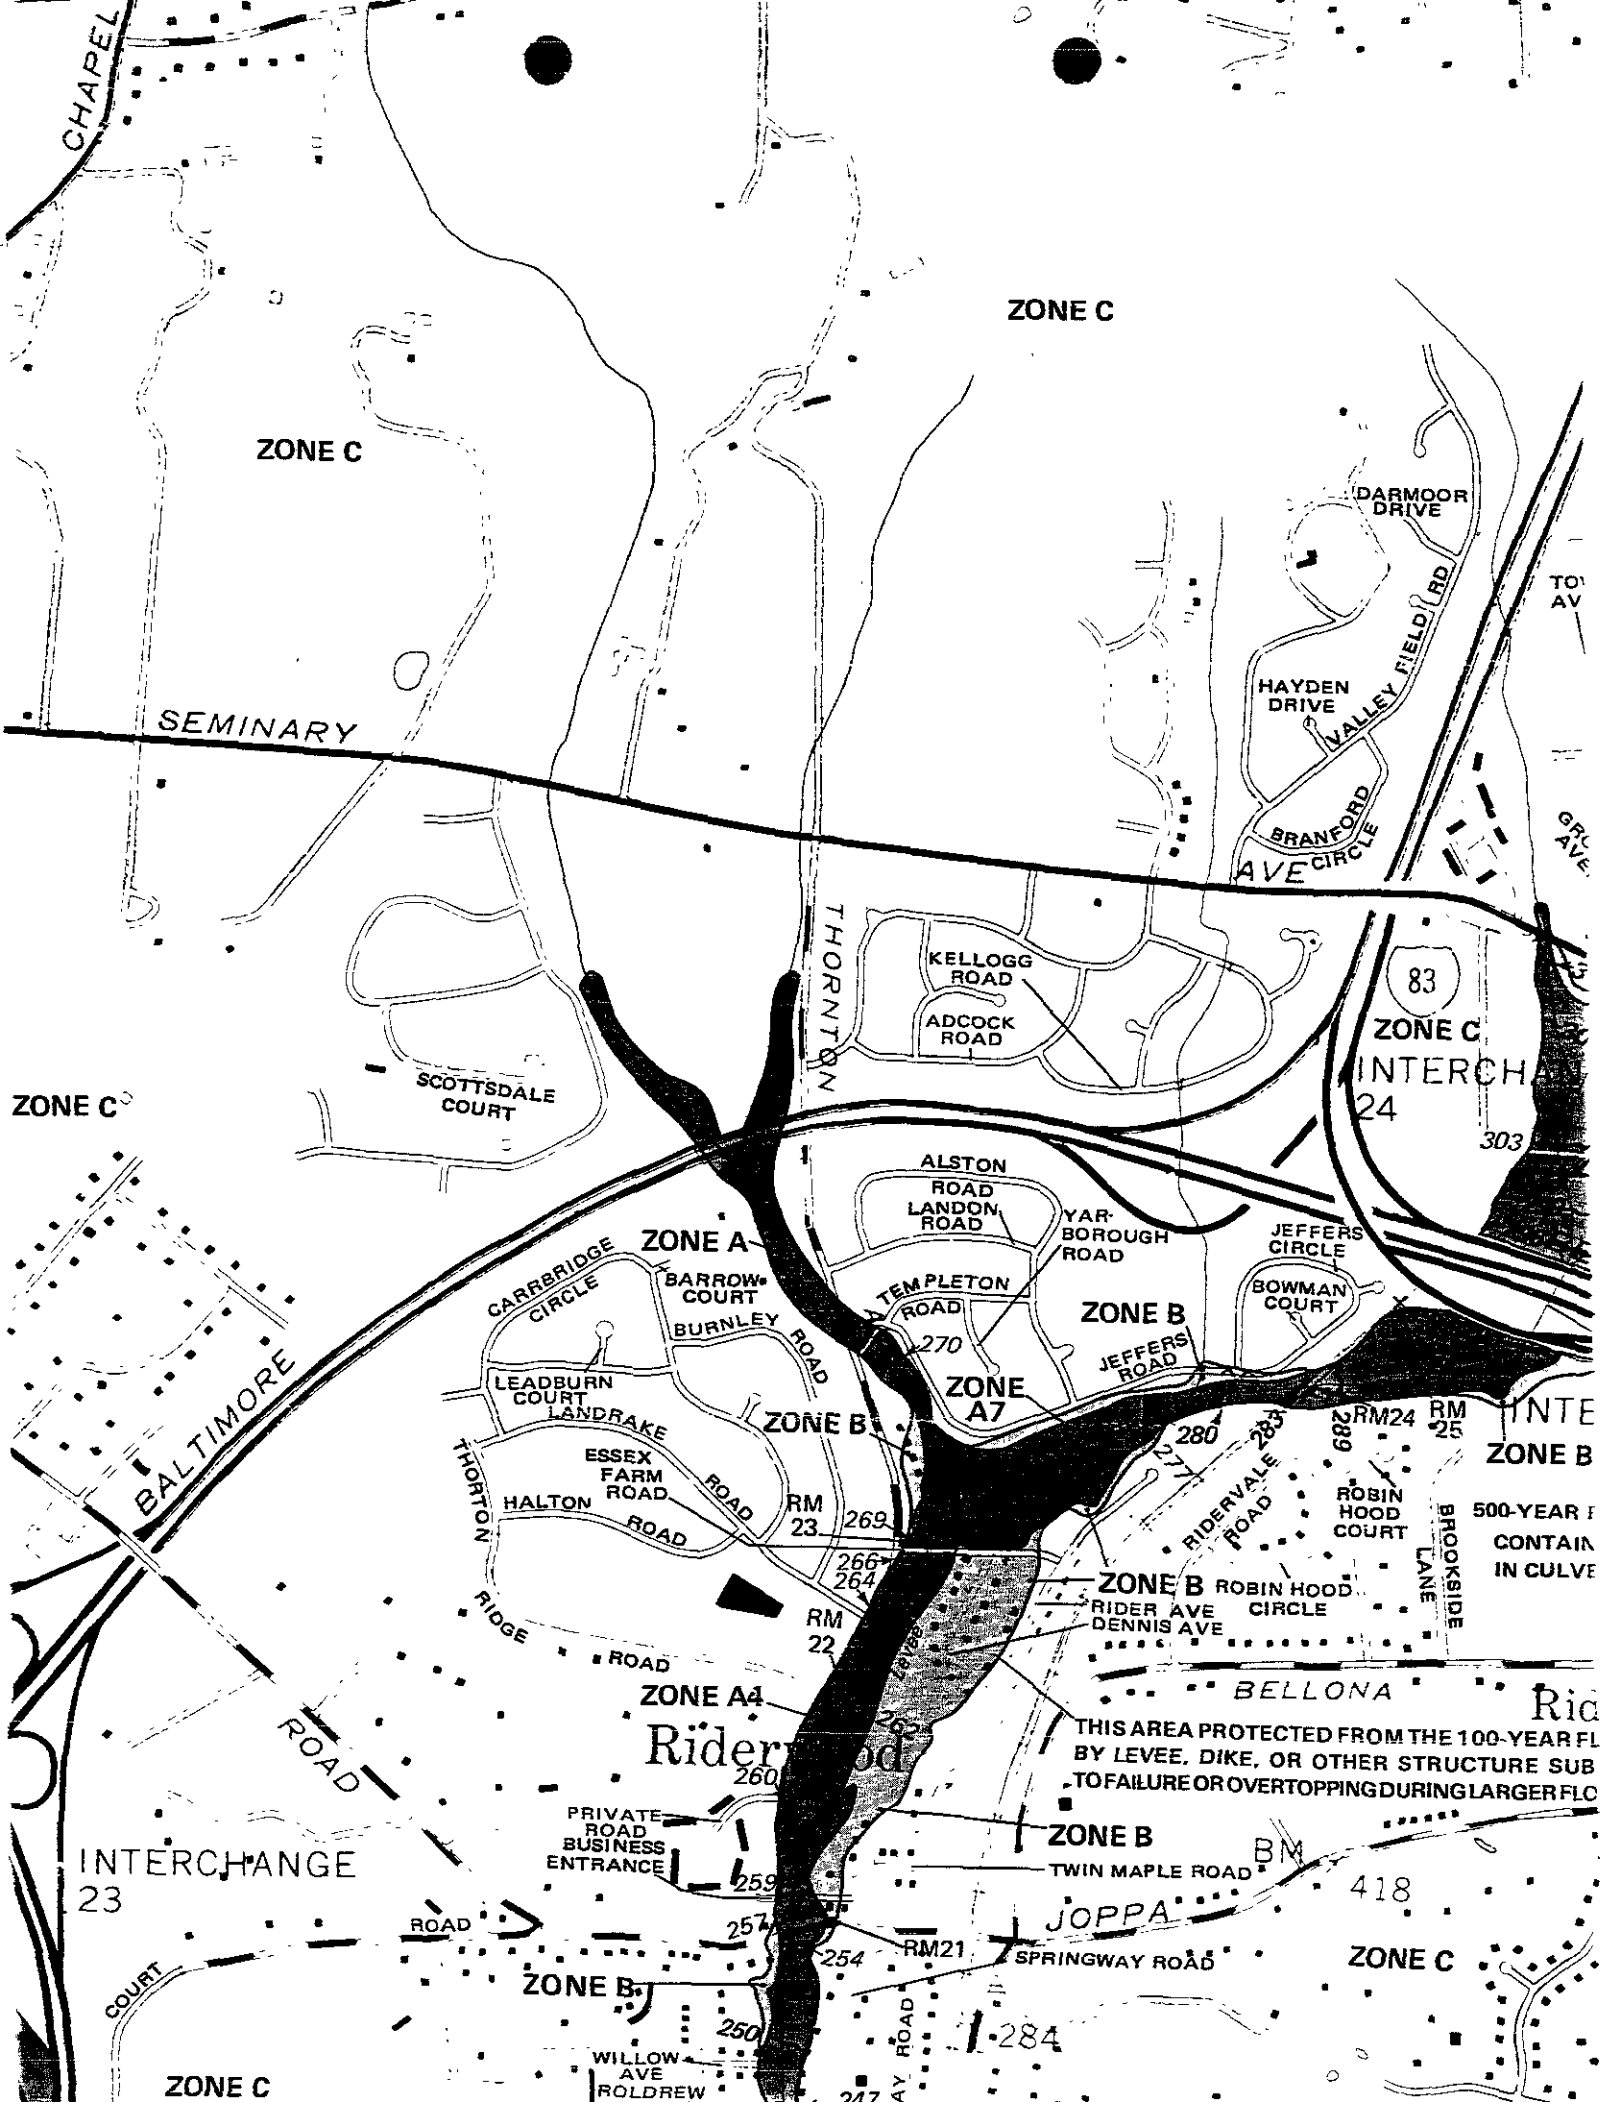 CHAPEL
ZONE C
ZONE C
DARMOOR
DRIVE
VALLEY FIELD RD
HAYDEN
DRIVE
SEMINARY
BRANFORD
CIRCLE
AVE
THORNTON
KELLOGG
ROAD
ADCOCK
ROAD
83
ZONE C
24
303
SCOTTSDALE
COURT
ZONE C
ALSTON
ROAD
LANDON
ROAD
YAR-
BOROUGH
ROAD
JEFFERS
CIRCLE
ZONE A
CARRBRIDGE
CIRCLE
BARROW
COURT
TEMPLETON
ROAD
BOWMAN
COURT
ZONE B
BURNLEY ROAD
270
JEFFERS
ROAD
BALTIMORE
LEADBURN
COURT
ZONE
A7
LANDRAKE
ROAD
ZONE B
280
283
289
RM24
RM
25
INTE
ZONE B
277
THORTON
ESSEX
FARM
ROAD
HALTON
ROAD
RM
23
269
RIDERVALE
ROAD
ROBIN
HOOD
COURT
BROOKSIDE
LANE
500-YEAR
CONTAIN
IN CULVE
266
264
ZONE B
ROBIN HOOD
CIRCLE
RIDER AVE
DENNIS AVE
RIDGE
ROAD
RM
22
Levee
ZONE A4
262
BELLONA
Rid
ROAD
THIS AREA PROTECTED FROM THE 100-YEAR FL
BY LEVEE, DIKE, OR OTHER STRUCTURE SUB
TO FAILURE OR OVERTOPPING DURING LARGER FLO
260
PRIVATE
ROAD
BUSINESS
ENTRANCE
ZONE B
BM
TWIN MAPLE ROAD
418
INTERCHANGE
23
259
JOPPA
ROAD
257
254
RM21
SPRINGWAY ROAD
ZONE C
COURT
ZONE B
250
284
WILLOW
AVE
ROLDREW
ROAD
247
ZONE C